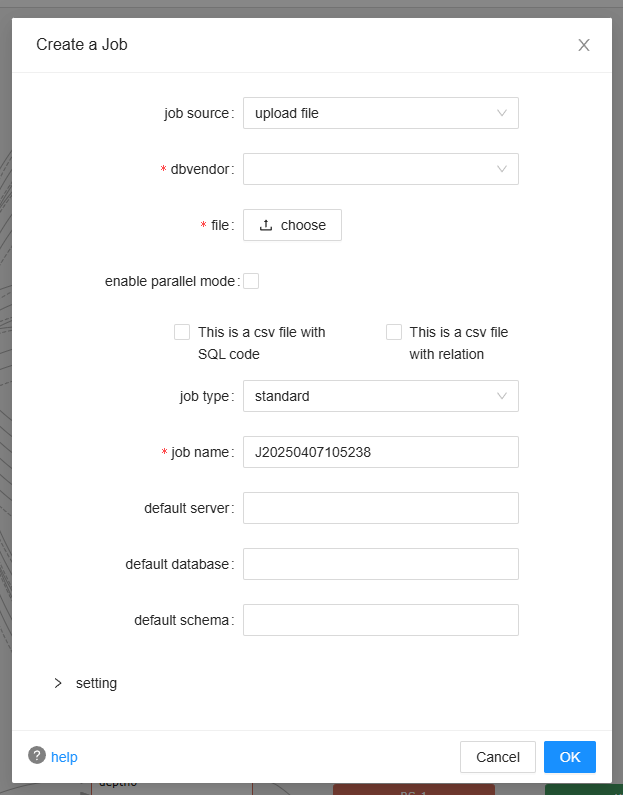 Create a Job
job source: upload file
* dbvendor:
* file: choose
enable parallel mode:
This is a csv file with
SQL code
This is a csv file
with relation
job type: standard
* job name: J20250407105238
default server:
default database:
default schema:
setting
? help
Cancel
OK